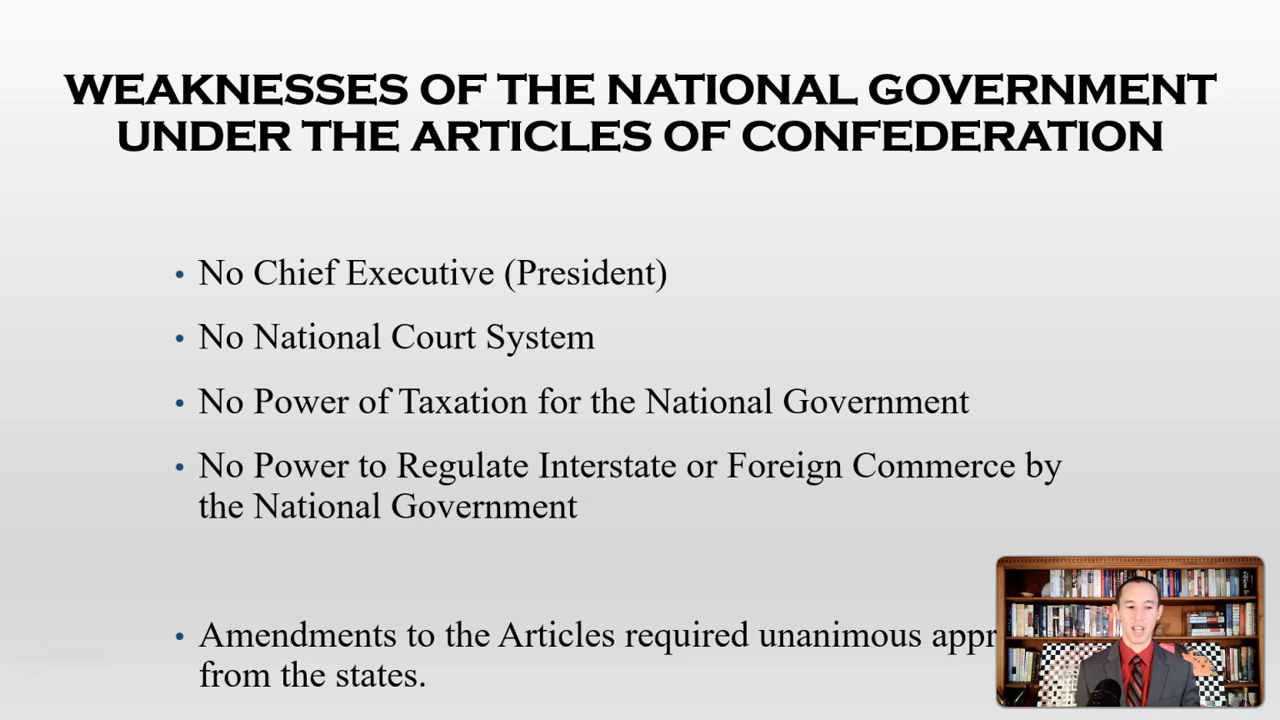 WEAKNESSES OF THE NATIONAL GOVERNMENT
UNDER THE ARTICLES OF CONFEDERATION
• No Chief Executive (President)
• No National Court System
• No Power of Taxation for the National Government
• No Power to Regulate Interstate or Foreign Commerce by
the National Government
• Amendments to the Articles required unanimous appr
from the states.